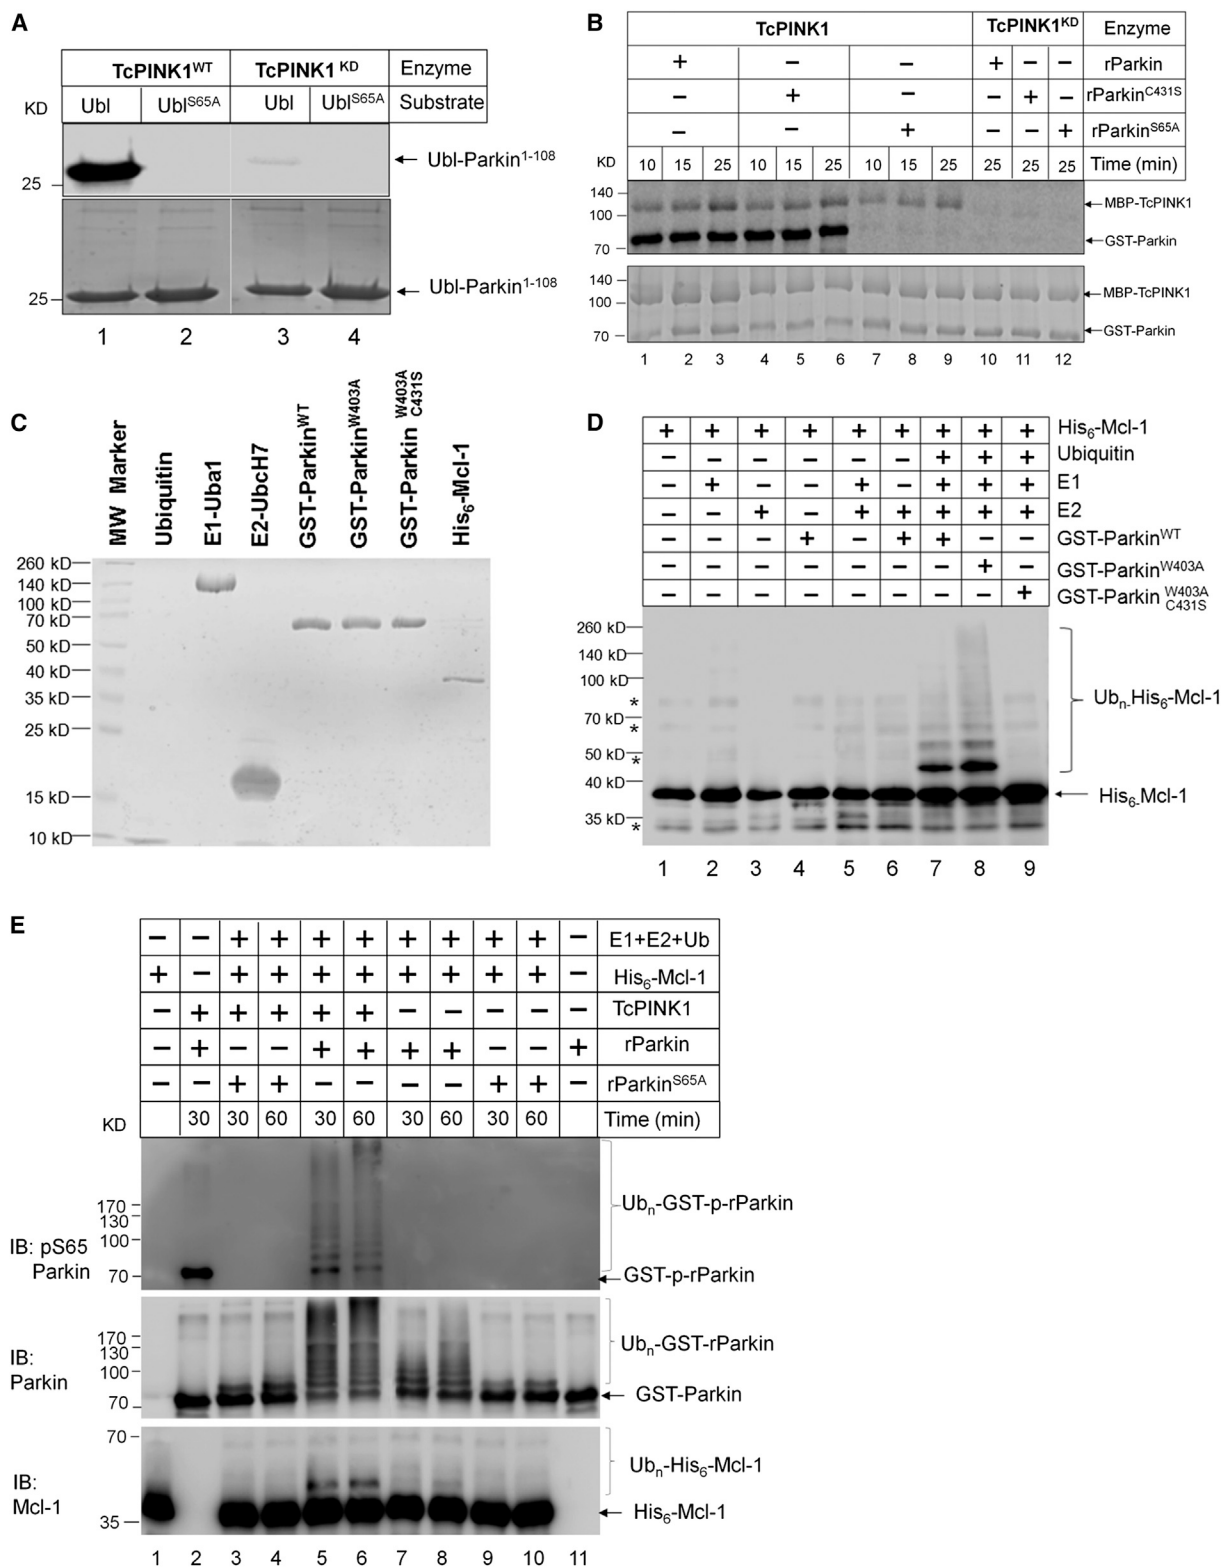 A
TcPINK1WT TcPINK1 KD Enzyme
KD Ubl UblS65A Ubl UblS65A Substrate
Ubl-Parkin1-108
25
Ubl-Parkin1-108
25
1 2 3 4
B
TcPINK1 TcPINK1KD Enzyme
+ − − + − − rParkin
− + − − + − rParkinC431S
− − + − − + rParkinS65A
KD 10 15 25 10 15 25 10 15 25 25 25 25 Time (min)
140
MBP-TcPINK1
100
GST-Parkin
70
140
MBP-TcPINK1
100
GST-Parkin
70
1 2 3 4 5 6 7 8 9 10 11 12
C
MW Marker
Ubiquitin
E1-Uba1
E2-UbcH7
GST-ParkinWT
GST-ParkinW403A
GST-Parkin W403A C431S
His6-Mcl-1
260 kD
140 kD
100 kD
70 kD
50 kD
40 kD
35 kD
25 kD
15 kD
10 kD
D
+ + + + + + + + + His6-Mcl-1
− − − − − − + + + Ubiquitin
− + − − + − + + + E1
− − + − + + + + + E2
− − − + − + + − − GST-ParkinWT
− − − − − − − + − GST-ParkinW403A
− − − − − − − − + GST-Parkin W403A C431S
260 kD
140 kD
100 kD
*
Ubn-His6-Mcl-1
70 kD
*
50 kD
*
40 kD
His6-Mcl-1
35 kD
*
1 2 3 4 5 6 7 8 9
E
− − + + + + + + + + − E1+E2+Ub
+ − + + + + + + + + − His6-Mcl-1
− + + + + + − − − − − TcPINK1
− + − − + + + + − − + rParkin
− − + + − − − − + + − rParkinS65A
KD 30 30 60 30 60 30 60 30 60 Time (min)
Ubn-GST-p-rParkin
170
130
100
IB: pS65
Parkin
70
GST-p-rParkin
Ubn-GST-rParkin
170
130
IB:
Parkin
100
70
GST-Parkin
70
Ubn-His6-Mcl-1
IB:
Mcl-1
35
His6-Mcl-1
1 2 3 4 5 6 7 8 9 10 11